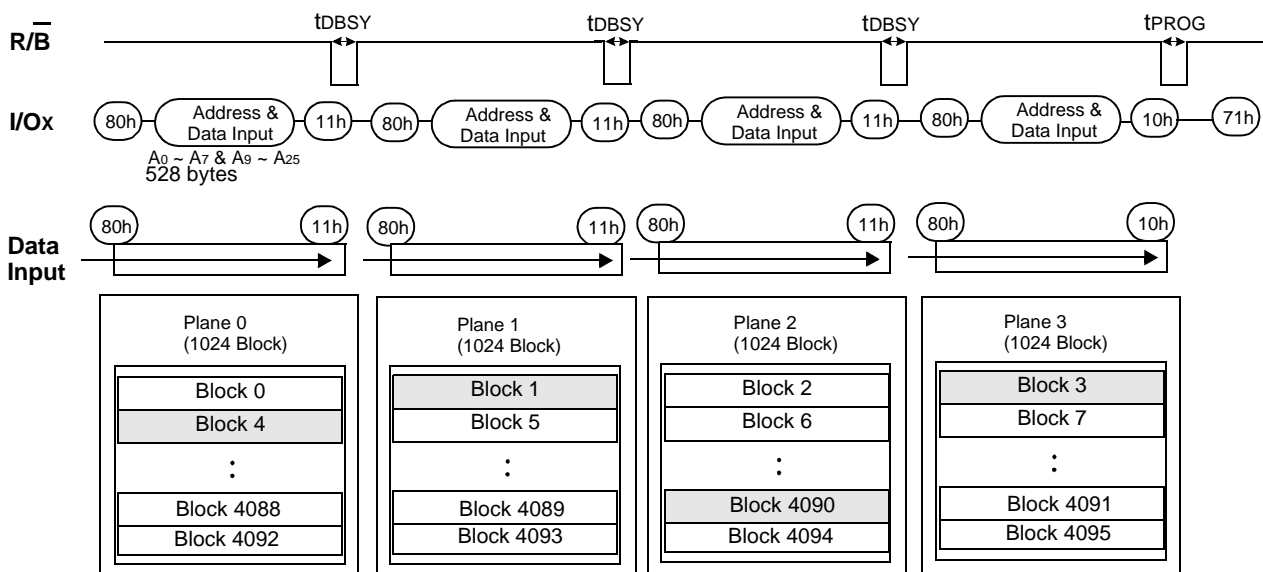 tDBSY tDBSY tDBSY tPROG
R/B̅
I/Ox 80h Address & Data Input 11h 80h Address & Data Input 11h 80h Address & Data Input 11h 80h Address & Data Input 10h 71h
A0 ~ A7 & A9 ~ A25
528 bytes
80h 11h 80h 11h 80h 11h 80h 10h
Data
Input
Plane 0
(1024 Block)
Block 0
Block 4
:
Block 4088
Block 4092
Plane 1
(1024 Block)
Block 1
Block 5
:
Block 4089
Block 4093
Plane 2
(1024 Block)
Block 2
Block 6
:
Block 4090
Block 4094
Plane 3
(1024 Block)
Block 3
Block 7
:
Block 4091
Block 4095